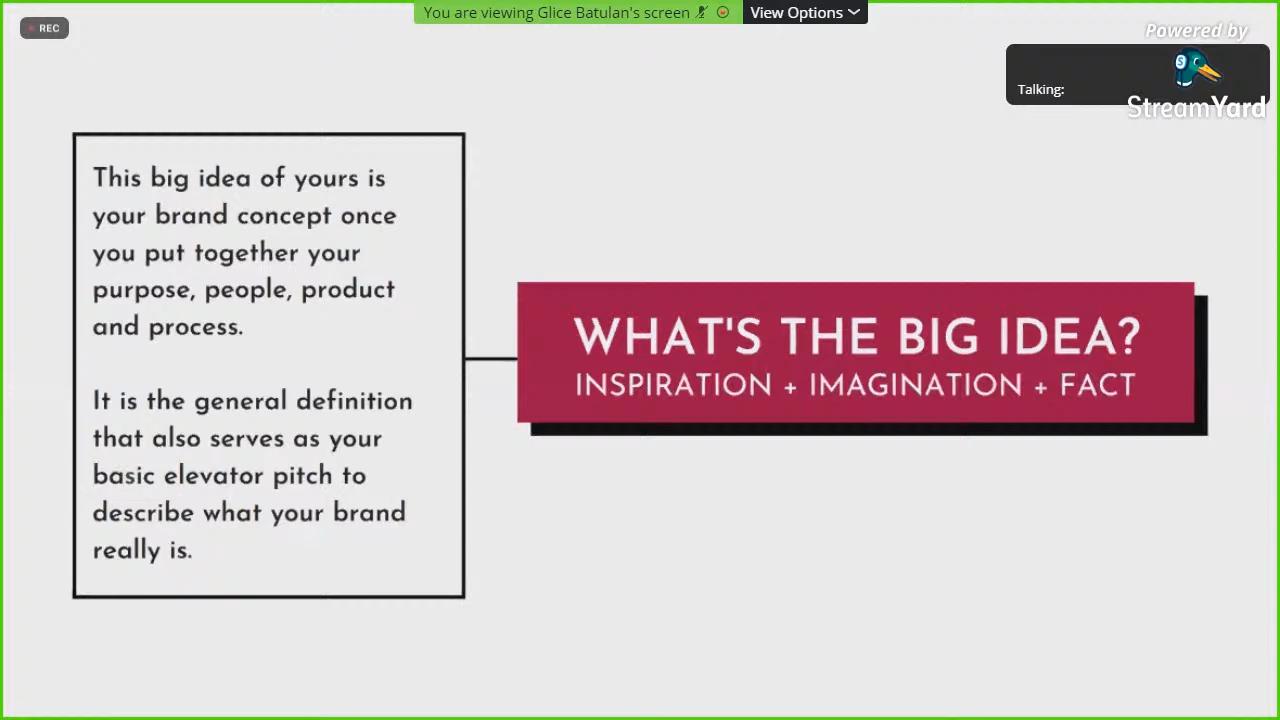 You are viewing Glice Batulan's screen
View Options
REC
Powered by
Talking:
StreamYard
This big idea of yours is
your brand concept once
you put together your
purpose, people, product
and process.
It is the general definition
that also serves as your
basic elevator pitch to
describe what your brand
really is.
WHAT'S THE BIG IDEA?
INSPIRATION + IMAGINATION + FACT